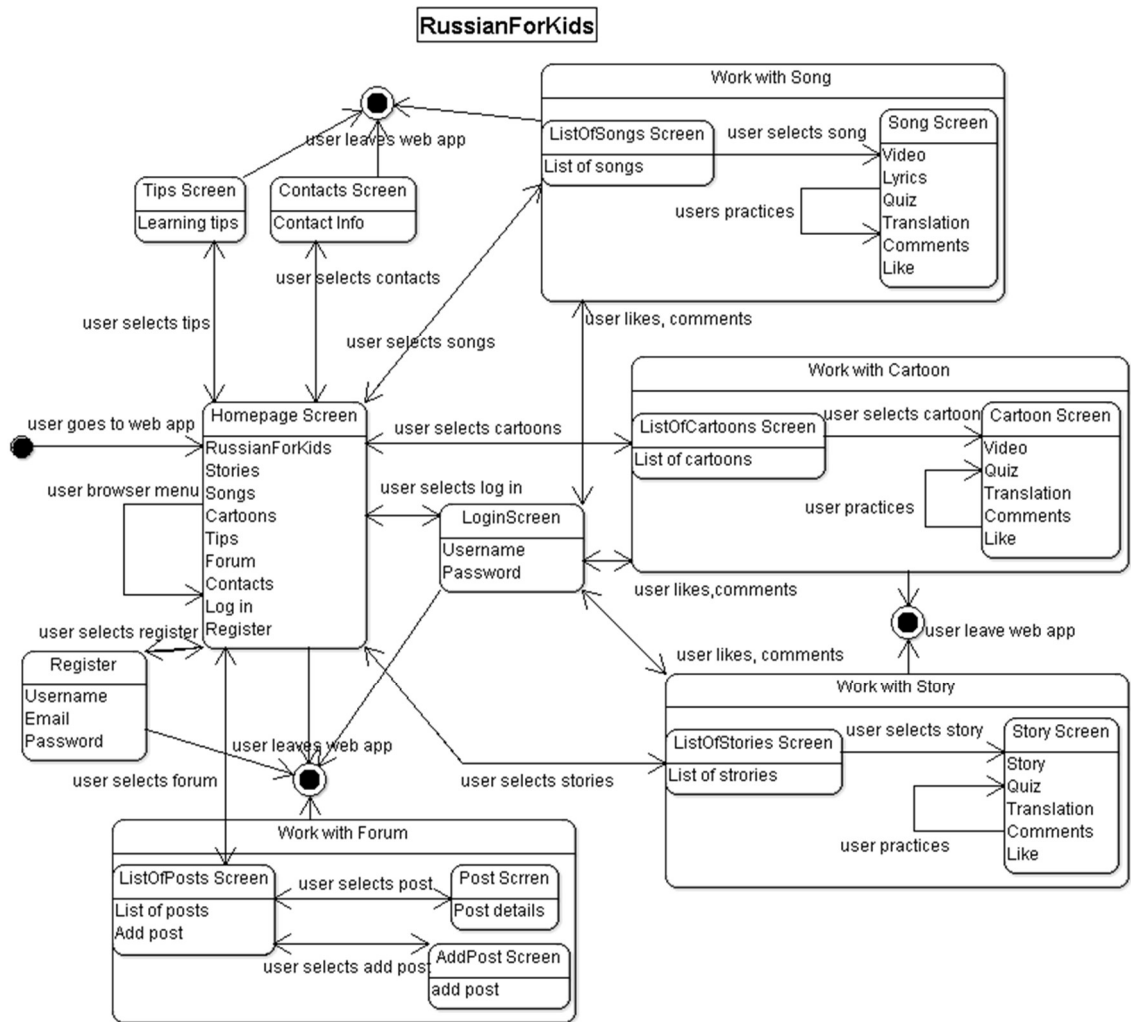 RussianForKids
Work with Song
ListOfSongs Screen
List of songs
user selects song
Song Screen
Video
Lyrics
Quiz
Translation
Comments
Like
users practices
user leaves web app
Tips Screen
Learning tips
Contacts Screen
Contact Info
user selects contacts
user selects tips
user selects songs
user likes, comments
Work with Cartoon
ListOfCartoons Screen
List of cartoons
user selects cartoon
Cartoon Screen
Video
Quiz
Translation
Comments
Like
user practices
user goes to web app
Homepage Screen
RussianForKids
Stories
Songs
Cartoons
Tips
Forum
Contacts
Log in
Register
user browser menu
user selects cartoons
user selects log in
LoginScreen
Username
Password
user likes,comments
user leave web app
user selects register
Register
Username
Email
Password
user likes, comments
Work with Story
ListOfStories Screen
List of strories
user selects story
Story Screen
Story
Quiz
Translation
Comments
Like
user practices
user leaves web app
user selects forum
user selects stories
Work with Forum
ListOfPosts Screen
List of posts
Add post
user selects post
Post Scrren
Post details
user selects add post
AddPost Screen
add post